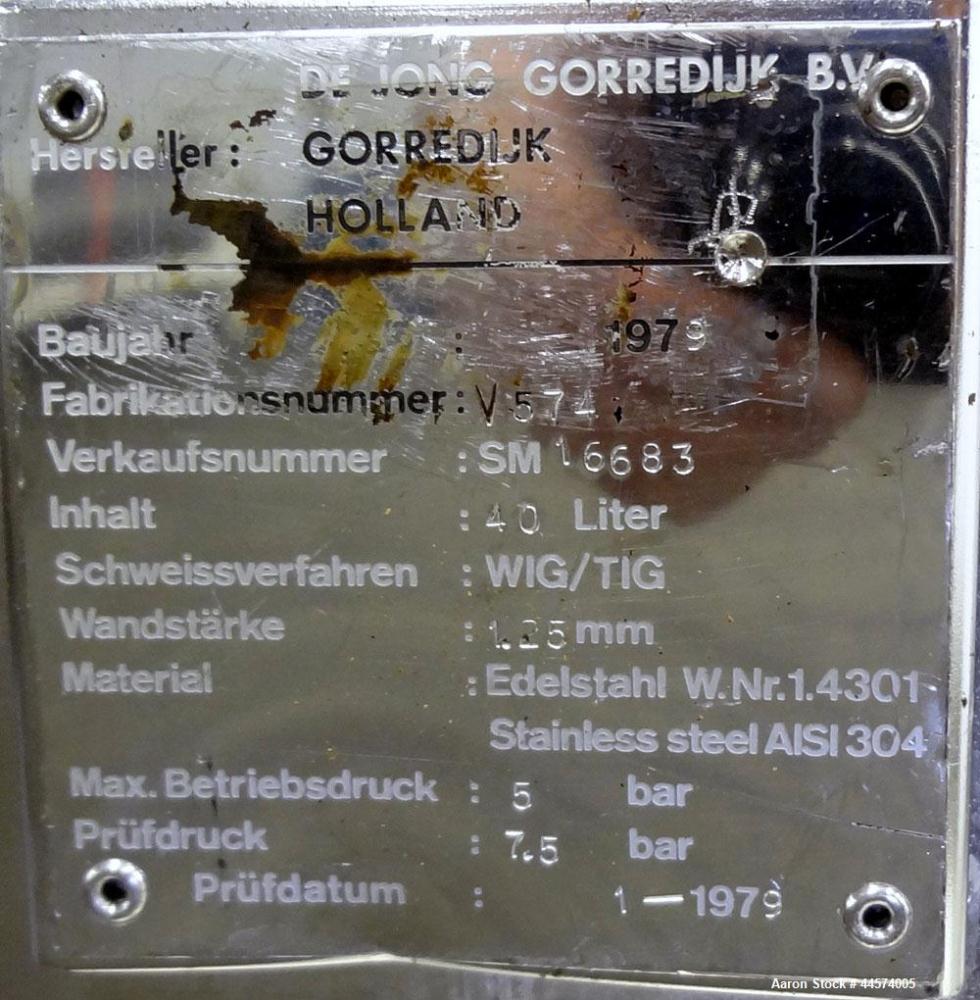 DE JONG GORREDIJK B.V.
Hersteller : GORREDIJK
HOLLAND
Baujahr : 1979
Fabrikationsnummer : V.574
Verkaufsnummer : SM 16683
Inhalt : 40 Liter
Schweissverfahren : WIG/TIG
Wandstärke : 1.25 mm
Material : Edelstahl W.Nr.1.4301
Stainless steel AISI 304
Max. Betriebsdruck : 5 bar
Prüfdruck : 7.5 bar
Prüfdatum : 1 - 1979
Aaron Stock # 44574005